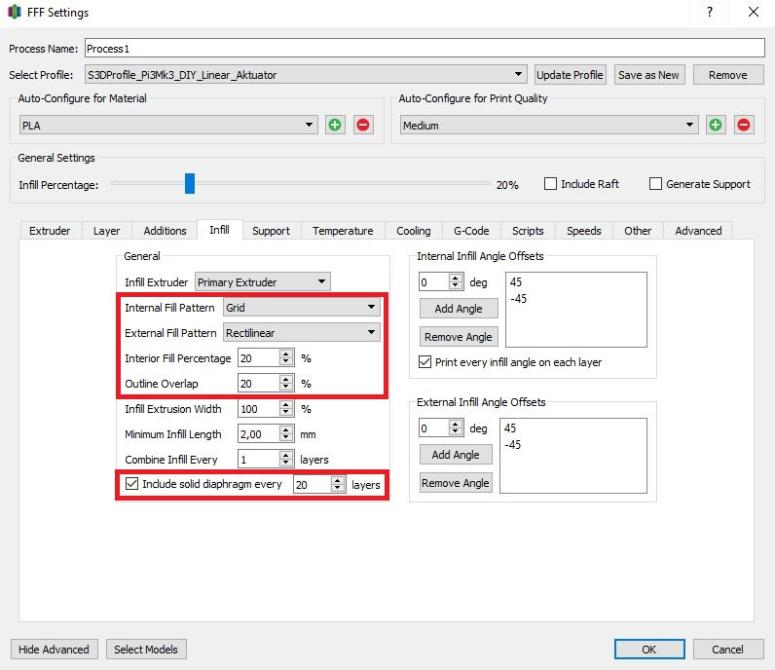 FFF Settings
?
Process Name: Process1
Select Profile: S3DProfile_Pi3Mk3_DIY_Linear_Aktuator Update Profile Save as New Remove
Auto-Configure for Material Auto-Configure for Print Quality
PLA Medium
General Settings
Infill Percentage: 20% Include Raft Generate Support
Extruder Layer Additions Infill Support Temperature Cooling G-Code Scripts Speeds Other Advanced
General
Infill Extruder Primary Extruder
Internal Fill Pattern Grid
External Fill Pattern Rectilinear
Interior Fill Percentage 20 %
Outline Overlap 20 %
Infill Extrusion Width 100 %
Minimum Infill Length 2,00 mm
Combine Infill Every 1 layers
Include solid diaphragm every 20 layers
Internal Infill Angle Offsets
0 deg 45
-45
Add Angle
Remove Angle
Print every infill angle on each layer
External Infill Angle Offsets
0 deg 45
-45
Add Angle
Remove Angle
Hide Advanced Select Models OK Cancel